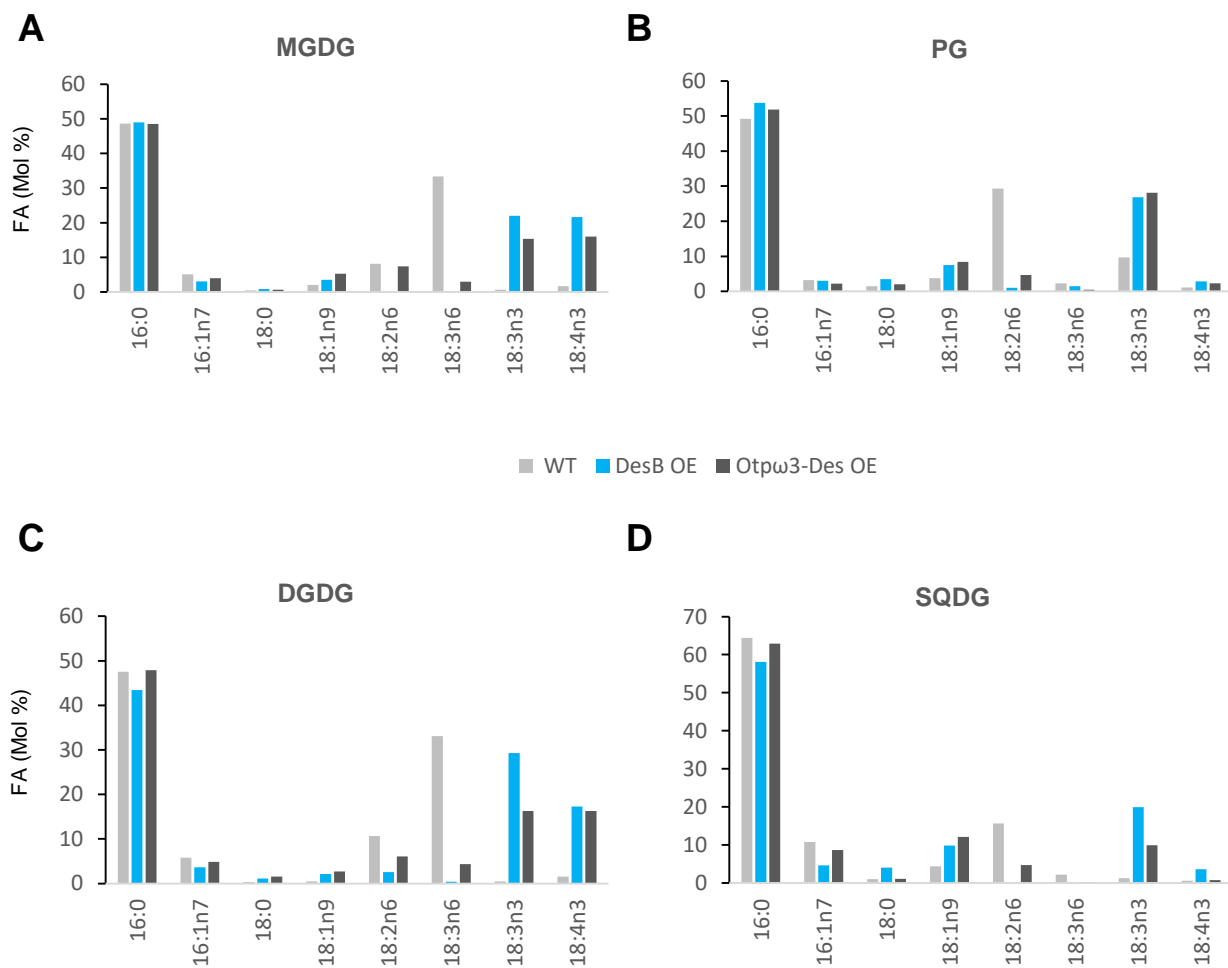 A
MGDG
FA (Mol %)
60
50
40
30
20
10
0
16:0
16:1n7
18:0
18:1n9
18:2n6
18:3n6
18:3n3
18:4n3
B
PG
60
50
40
30
20
10
0
16:0
16:1n7
18:0
18:1n9
18:2n6
18:3n6
18:3n3
18:4n3
WT DesB OE Otpω3-Des OE
C
DGDG
FA (Mol %)
60
50
40
30
20
10
0
16:0
16:1n7
18:0
18:1n9
18:2n6
18:3n6
18:3n3
18:4n3
D
SQDG
70
60
50
40
30
20
10
0
16:0
16:1n7
18:0
18:1n9
18:2n6
18:3n6
18:3n3
18:4n3